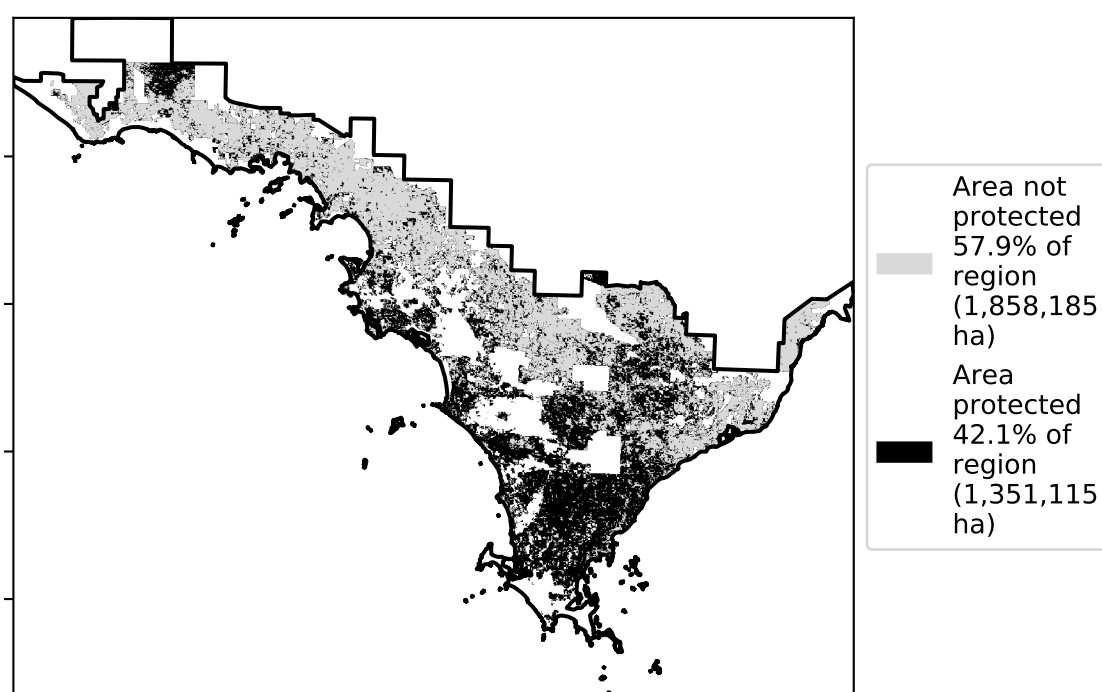 Area not
protected
57.9% of
region
(1,858,185
ha)
Area
protected
42.1% of
region
(1,351,115
ha)